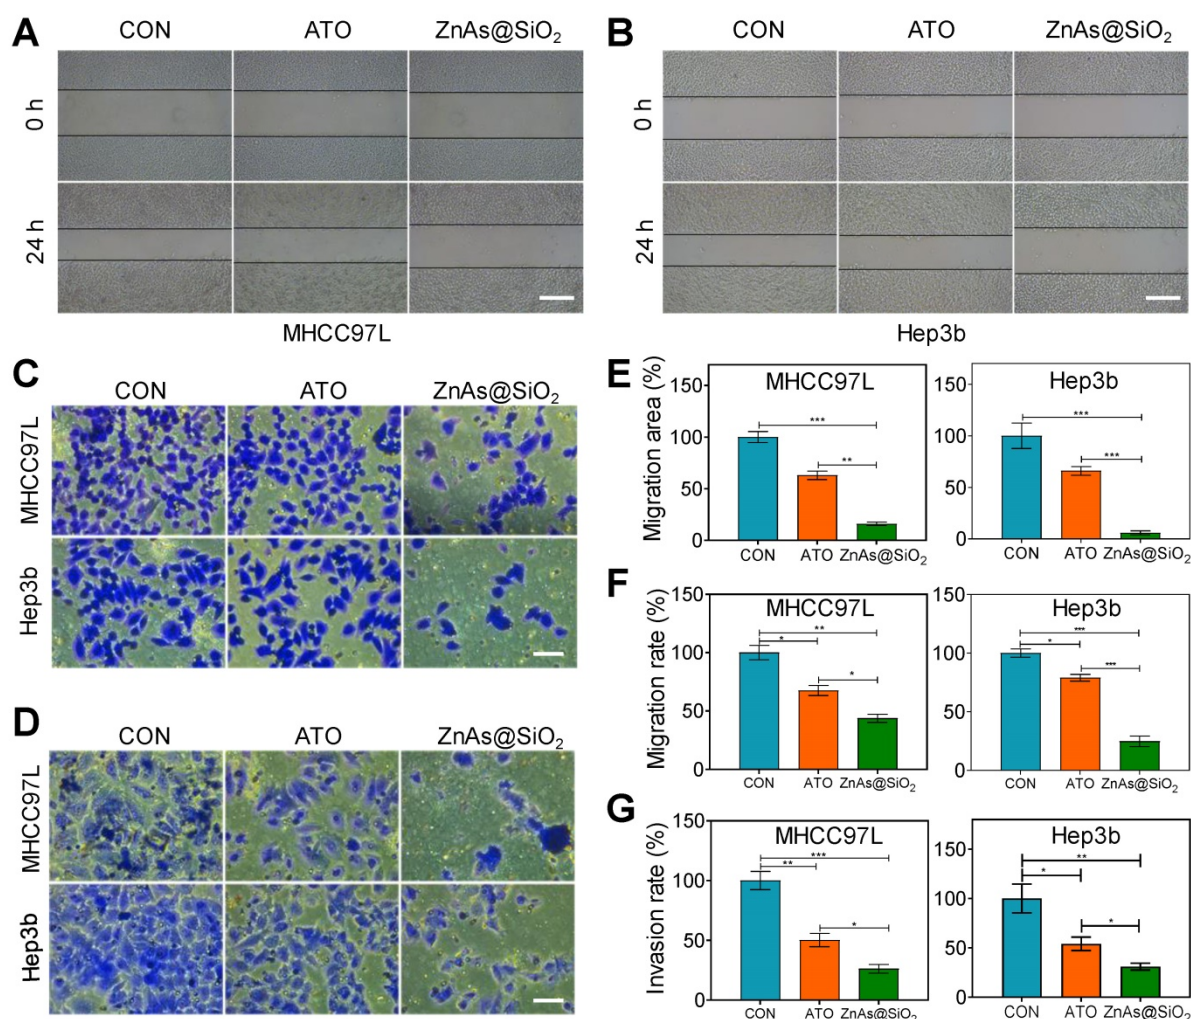 A
CON
ATO
ZnAs@SiO₂
0 h
24 h
MHCC97L
B
CON
ATO
ZnAs@SiO₂
0 h
24 h
Hep3b
C
CON
ATO
ZnAs@SiO₂
MHCC97L
Hep3b
D
CON
ATO
ZnAs@SiO₂
MHCC97L
Hep3b
E
Migration area (%)
MHCC97L
150
100
50
0
***
**
CON
ATO
ZnAs@SiO₂
Hep3b
150
100
50
0
***
***
CON
ATO
ZnAs@SiO₂
F
Migration rate (%)
MHCC97L
150
100
50
0
**
*
*
CON
ATO
ZnAs@SiO₂
Hep3b
150
100
50
0
***
*
***
CON
ATO
ZnAs@SiO₂
G
Invasion rate (%)
MHCC97L
150
100
50
0
***
**
*
CON
ATO
ZnAs@SiO₂
Hep3b
150
100
50
0
**
*
*
CON
ATO
ZnAs@SiO₂